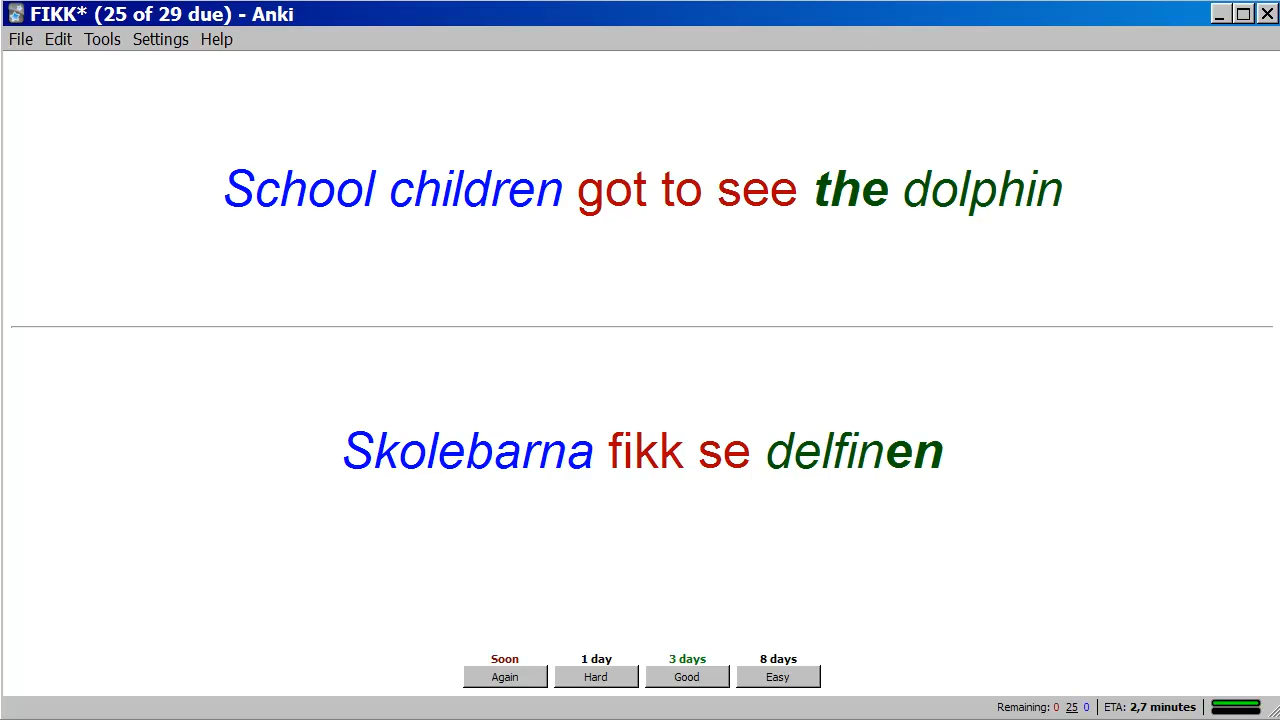 FIKK* (25 of 29 due) - Anki
File Edit Tools Settings Help
School children got to see the dolphin
Skolebarna fikk se delfinen
Soon 1 day 3 days 8 days
Again Hard Good Easy
Remaining: 0 25 0 ETA: 2,7 minutes